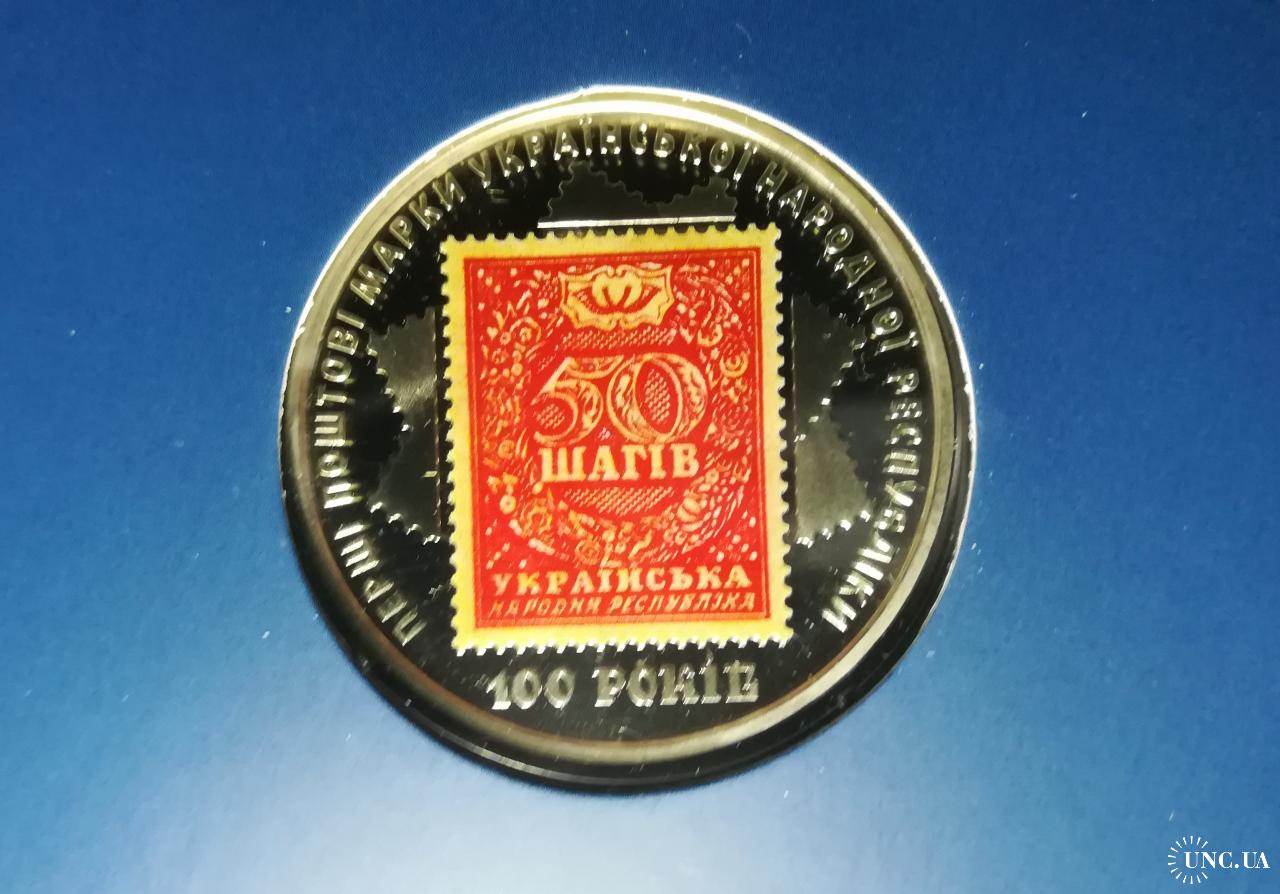 ПЕРШІ ПОШТОВІ МАРКИ УКРАЇНСЬКОЇ НАРОДНОЇ РЕСПУБЛІКИ
50
ШАГІВ
УКРАЇНСЬКА
НАРОДНЯ РЕСПУБЛІКА
100 РОКІВ
UNC.UA